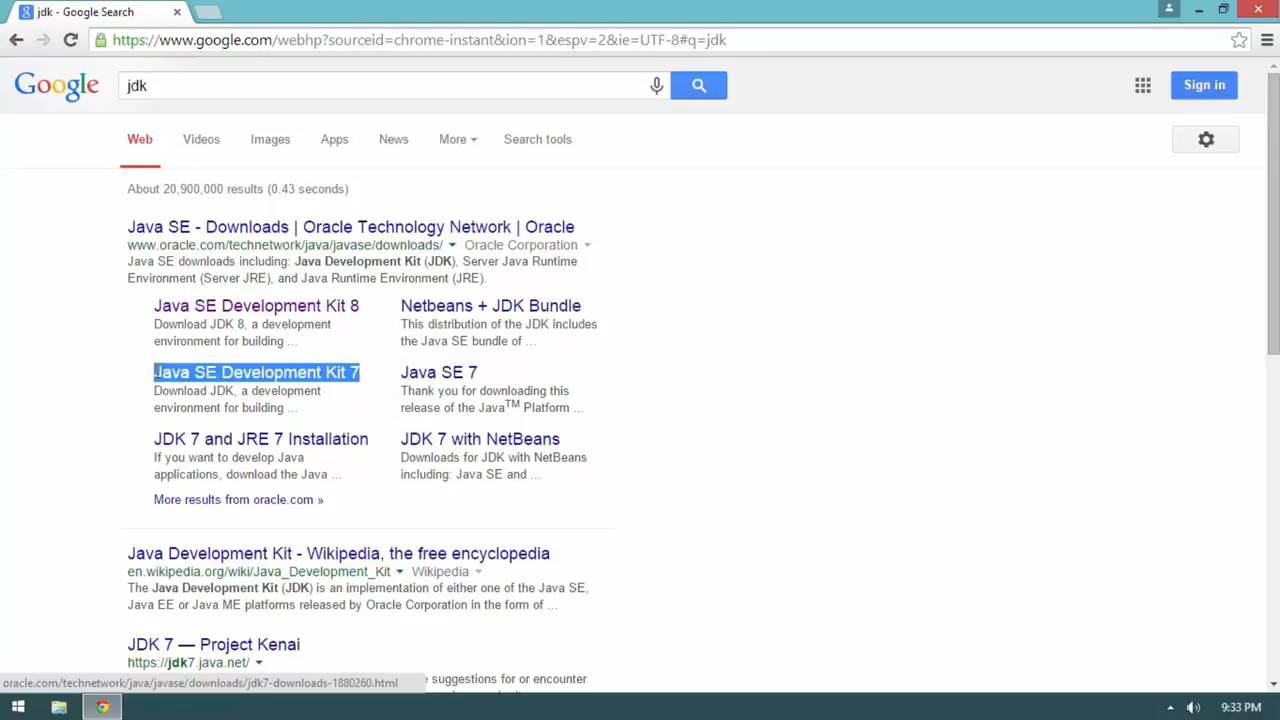 jdk - Google Search
https://www.google.com/webhp?sourceid=chrome-instant&ion=1&espv=2&ie=UTF-8#q=jdk
Google
jdk
Sign in
Web Videos Images Apps News More Search tools
About 20,900,000 results (0.43 seconds)
Java SE - Downloads | Oracle Technology Network | Oracle
www.oracle.com/technetwork/java/javase/downloads/ Oracle Corporation
Java SE downloads including: Java Development Kit (JDK), Server Java Runtime
Environment (Server JRE), and Java Runtime Environment (JRE).
Java SE Development Kit 8
Download JDK 8, a development
environment for building ...
Netbeans + JDK Bundle
This distribution of the JDK includes
the Java SE bundle of ...
Java SE Development Kit 7
Download JDK, a development
environment for building ...
Java SE 7
Thank you for downloading this
release of the Java™ Platform ...
JDK 7 and JRE 7 Installation
If you want to develop Java
applications, download the Java ...
JDK 7 with NetBeans
Downloads for JDK with NetBeans
including: Java SE and ...
More results from oracle.com »
Java Development Kit - Wikipedia, the free encyclopedia
en.wikipedia.org/wiki/Java_Development_Kit Wikipedia
The Java Development Kit (JDK) is an implementation of either one of the Java SE,
Java EE or Java ME platforms released by Oracle Corporation in the form of ...
JDK 7 — Project Kenai
https://jdk7.java.net/
e suggestions for or encounter
oracle.com/technetwork/java/javase/downloads/jdk7-downloads-1880260.html
9:33 PM